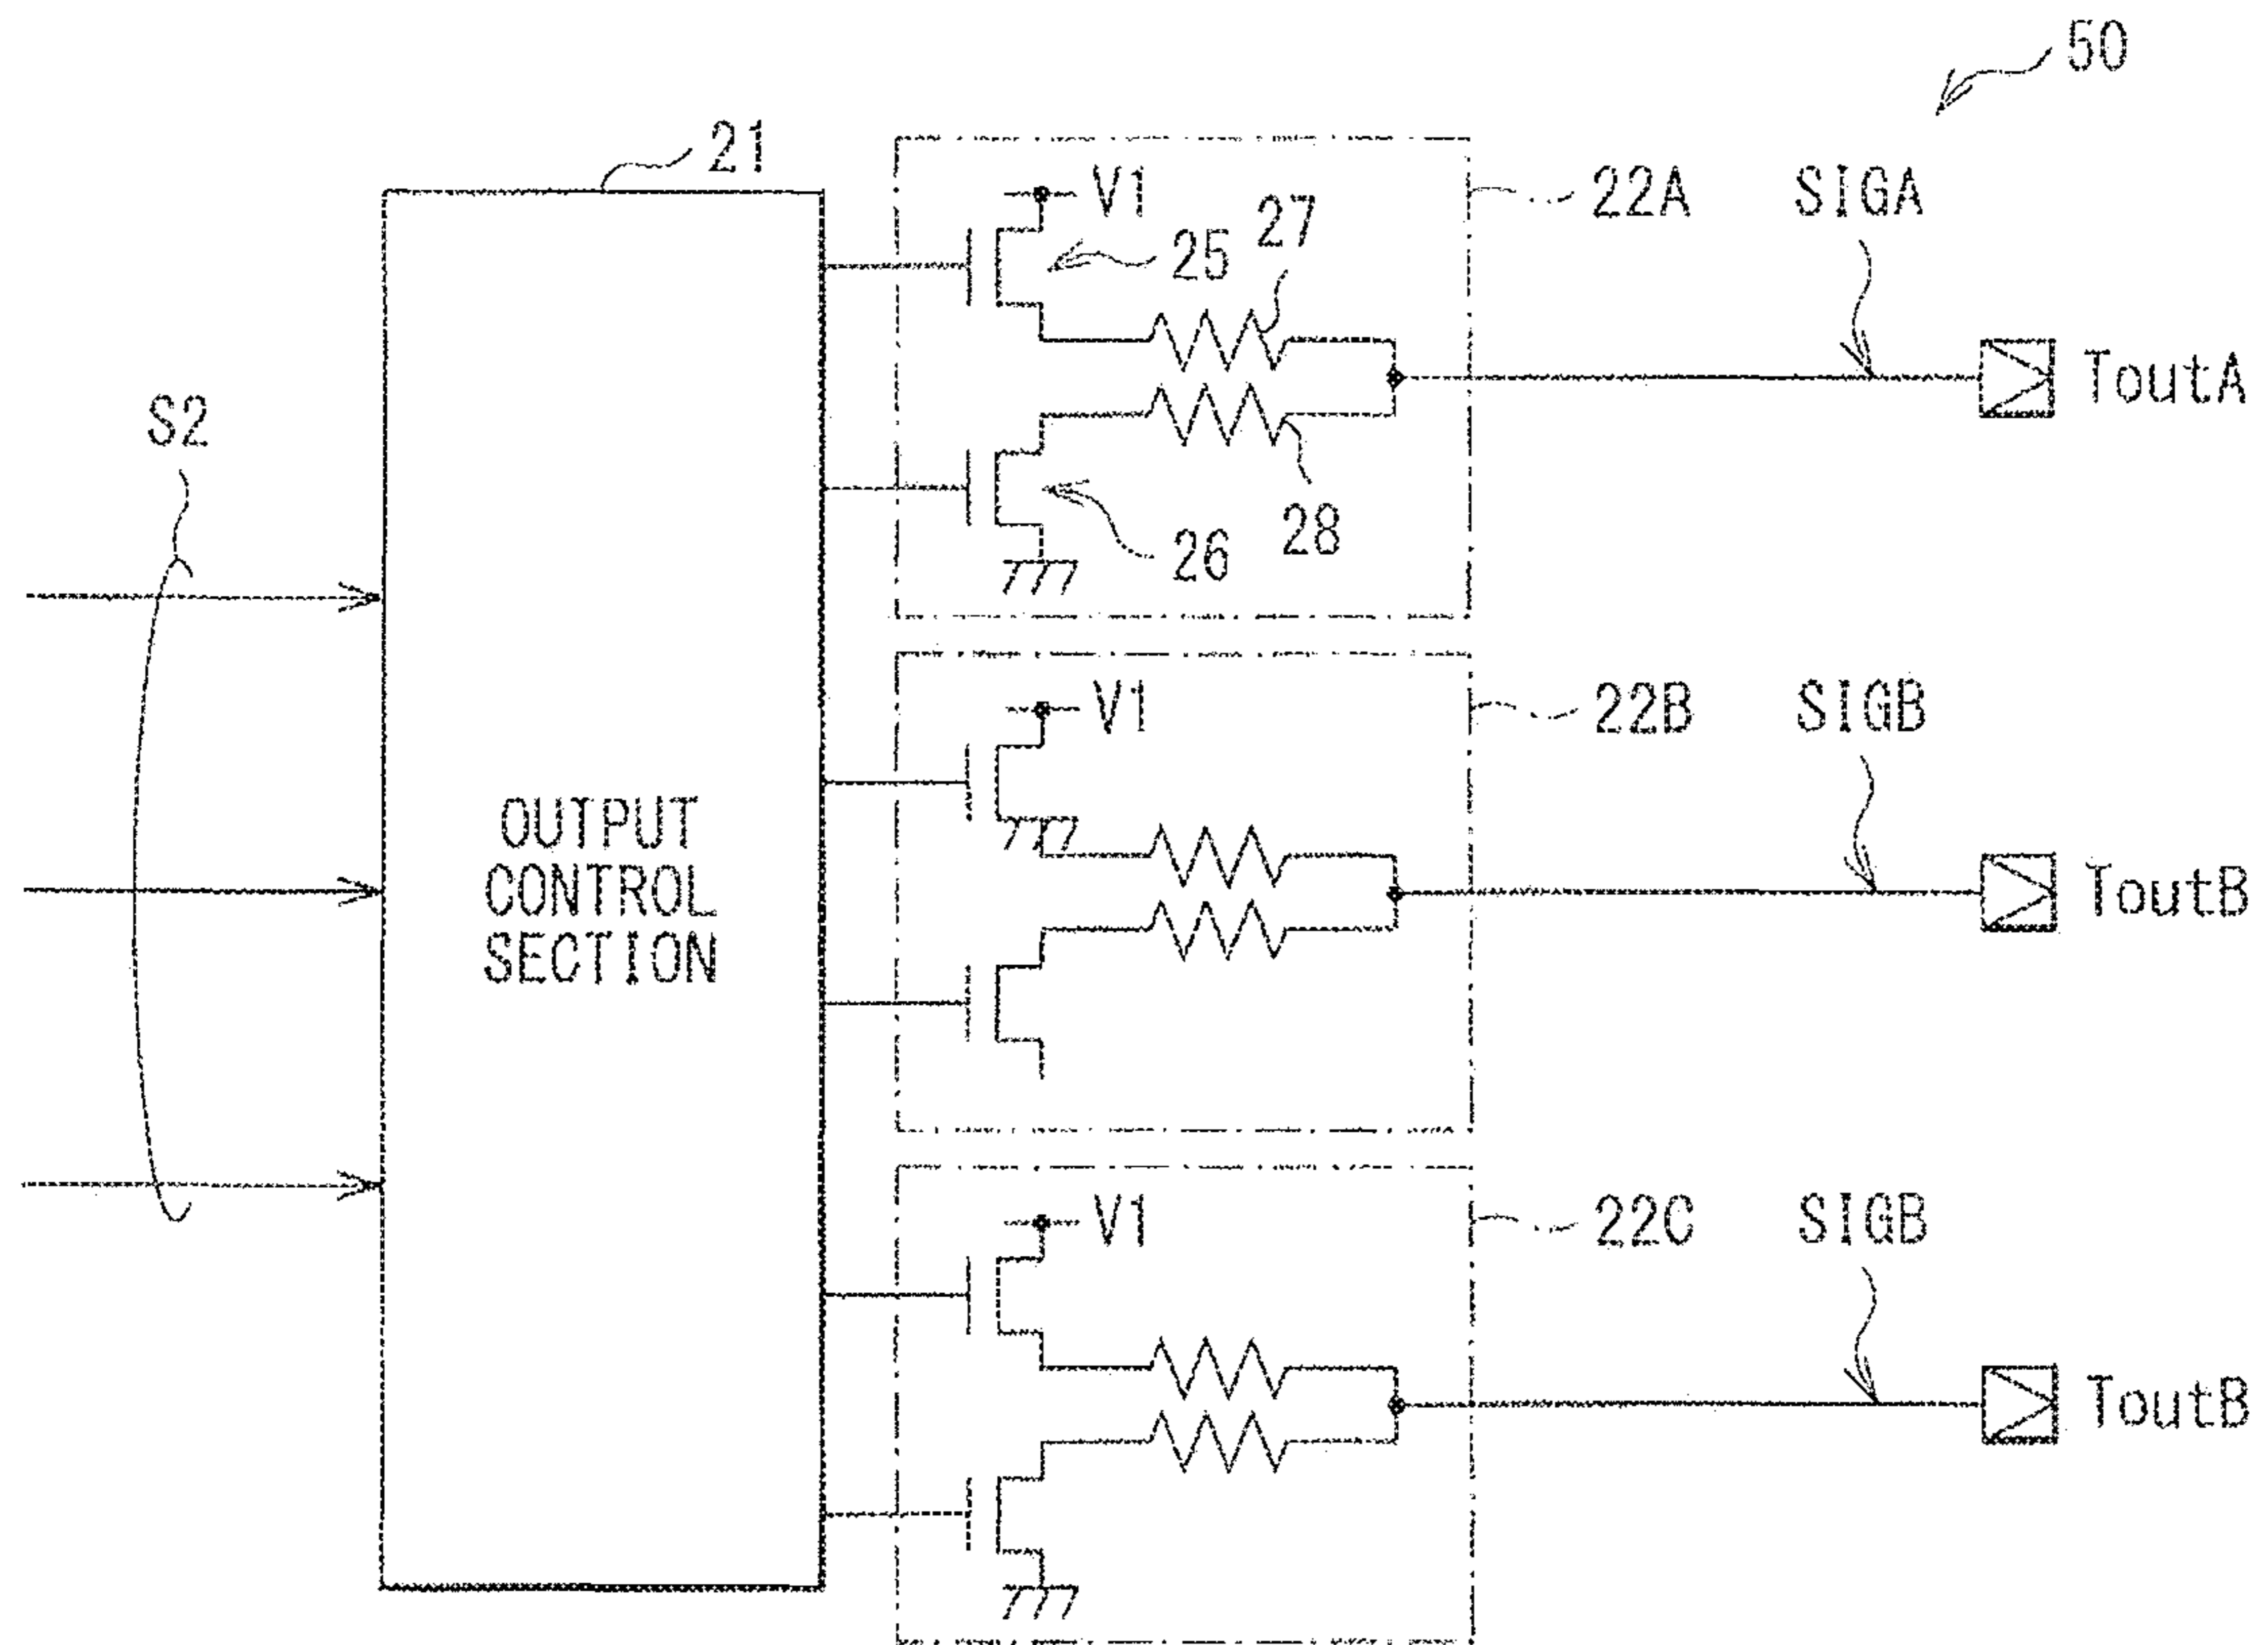 50
21
V1
22A
SIGA
25
27
ToutA
S2
28
26
V1
22B
SIGB
OUTPUT
CONTROL
SECTION
ToutB
V1
22C
SIGB
ToutB